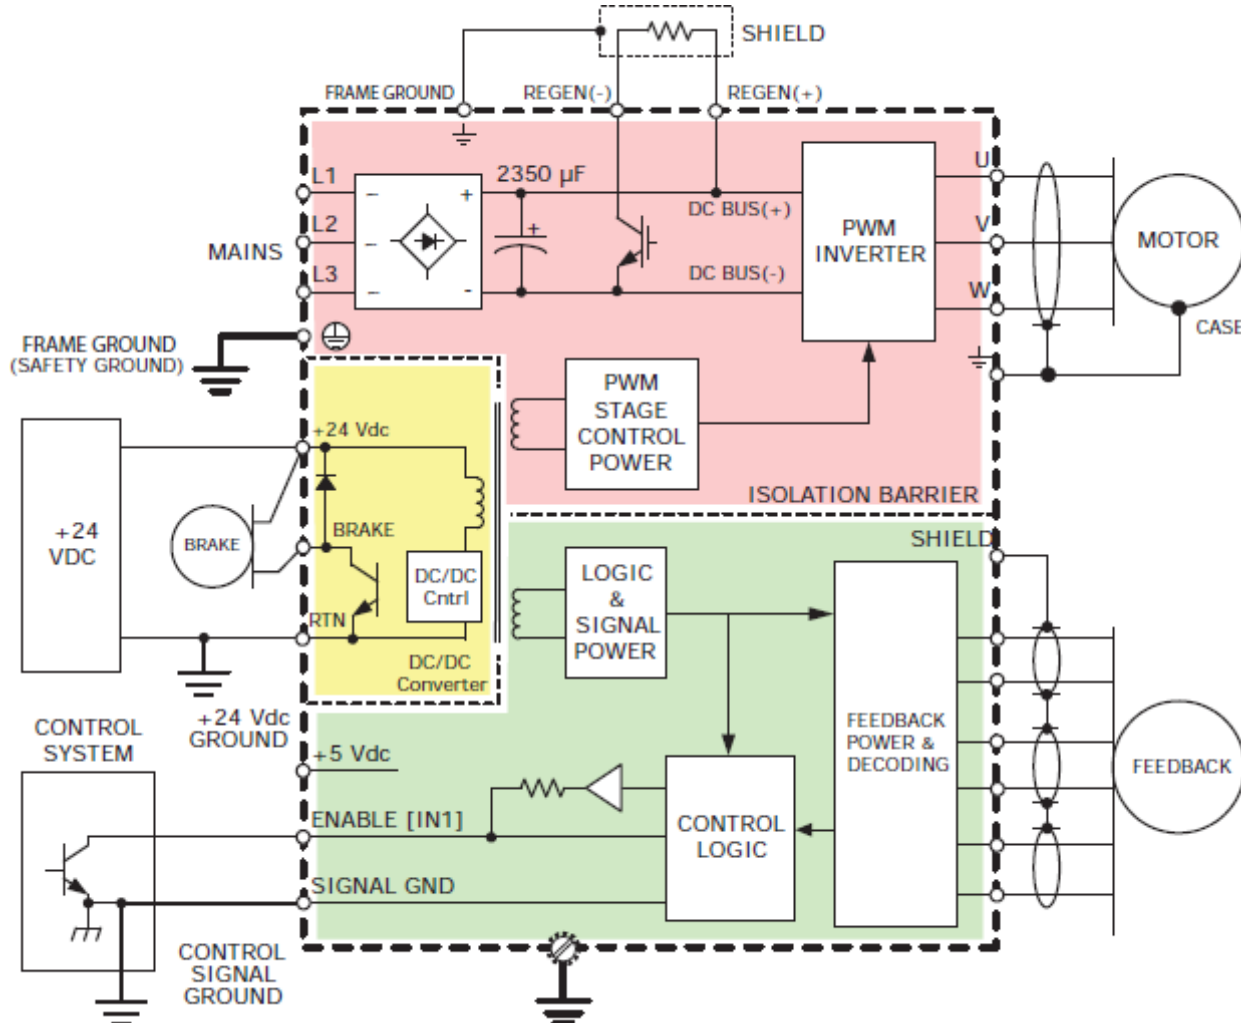 SHIELD
FRAME GROUND
REGEN(-)
REGEN(+)
L1
2350 µF
U
DC BUS(+)
PWM
INVERTER
V
MOTOR
L2
MAINS
L3
DC BUS(-)
W
CASE
FRAME GROUND
(SAFETY GROUND)
PWM
STAGE
CONTROL
POWER
ISOLATION BARRIER
+24 Vdc
+24
VDC
BRAKE
BRAKE
DC/DC
Cntrl
RTN
DC/DC
Converter
SHIELD
LOGIC
&
SIGNAL
POWER
+24 Vdc
GROUND
CONTROL
SYSTEM
FEEDBACK
POWER &
DECODING
FEEDBACK
+5 Vdc
ENABLE [IN1]
CONTROL
LOGIC
SIGNAL GND
CONTROL
SIGNAL
GROUND